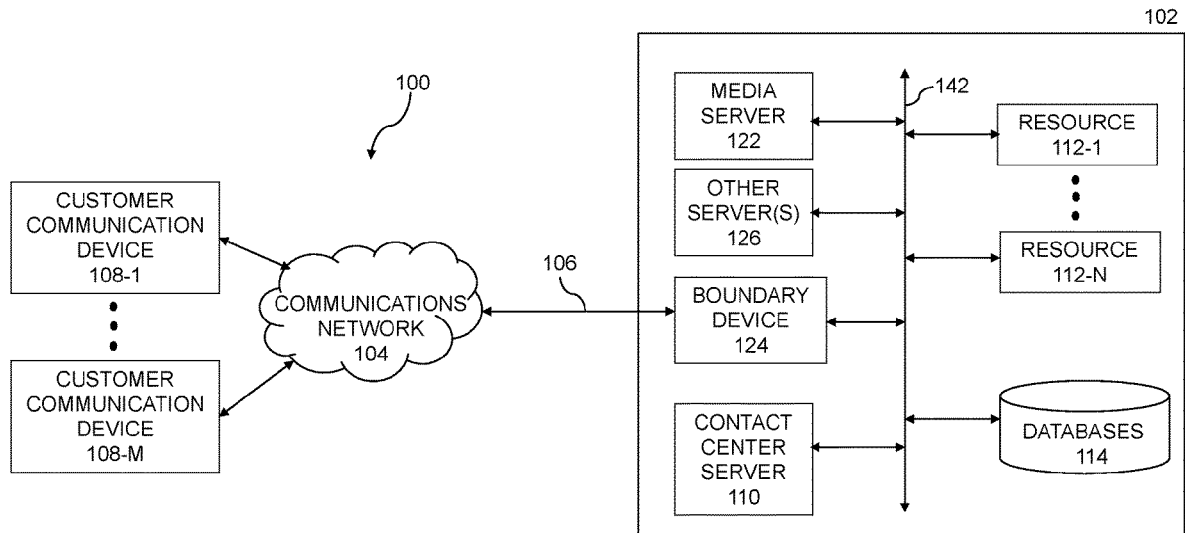 102
100
142
MEDIA
SERVER
122
RESOURCE
112-1
OTHER
SERVER(S)
126
RESOURCE
112-N
CUSTOMER
COMMUNICATION
DEVICE
108-1
COMMUNICATIONS
NETWORK
104
106
BOUNDARY
DEVICE
124
CUSTOMER
COMMUNICATION
DEVICE
108-M
CONTACT
CENTER
SERVER
110
DATABASES
114